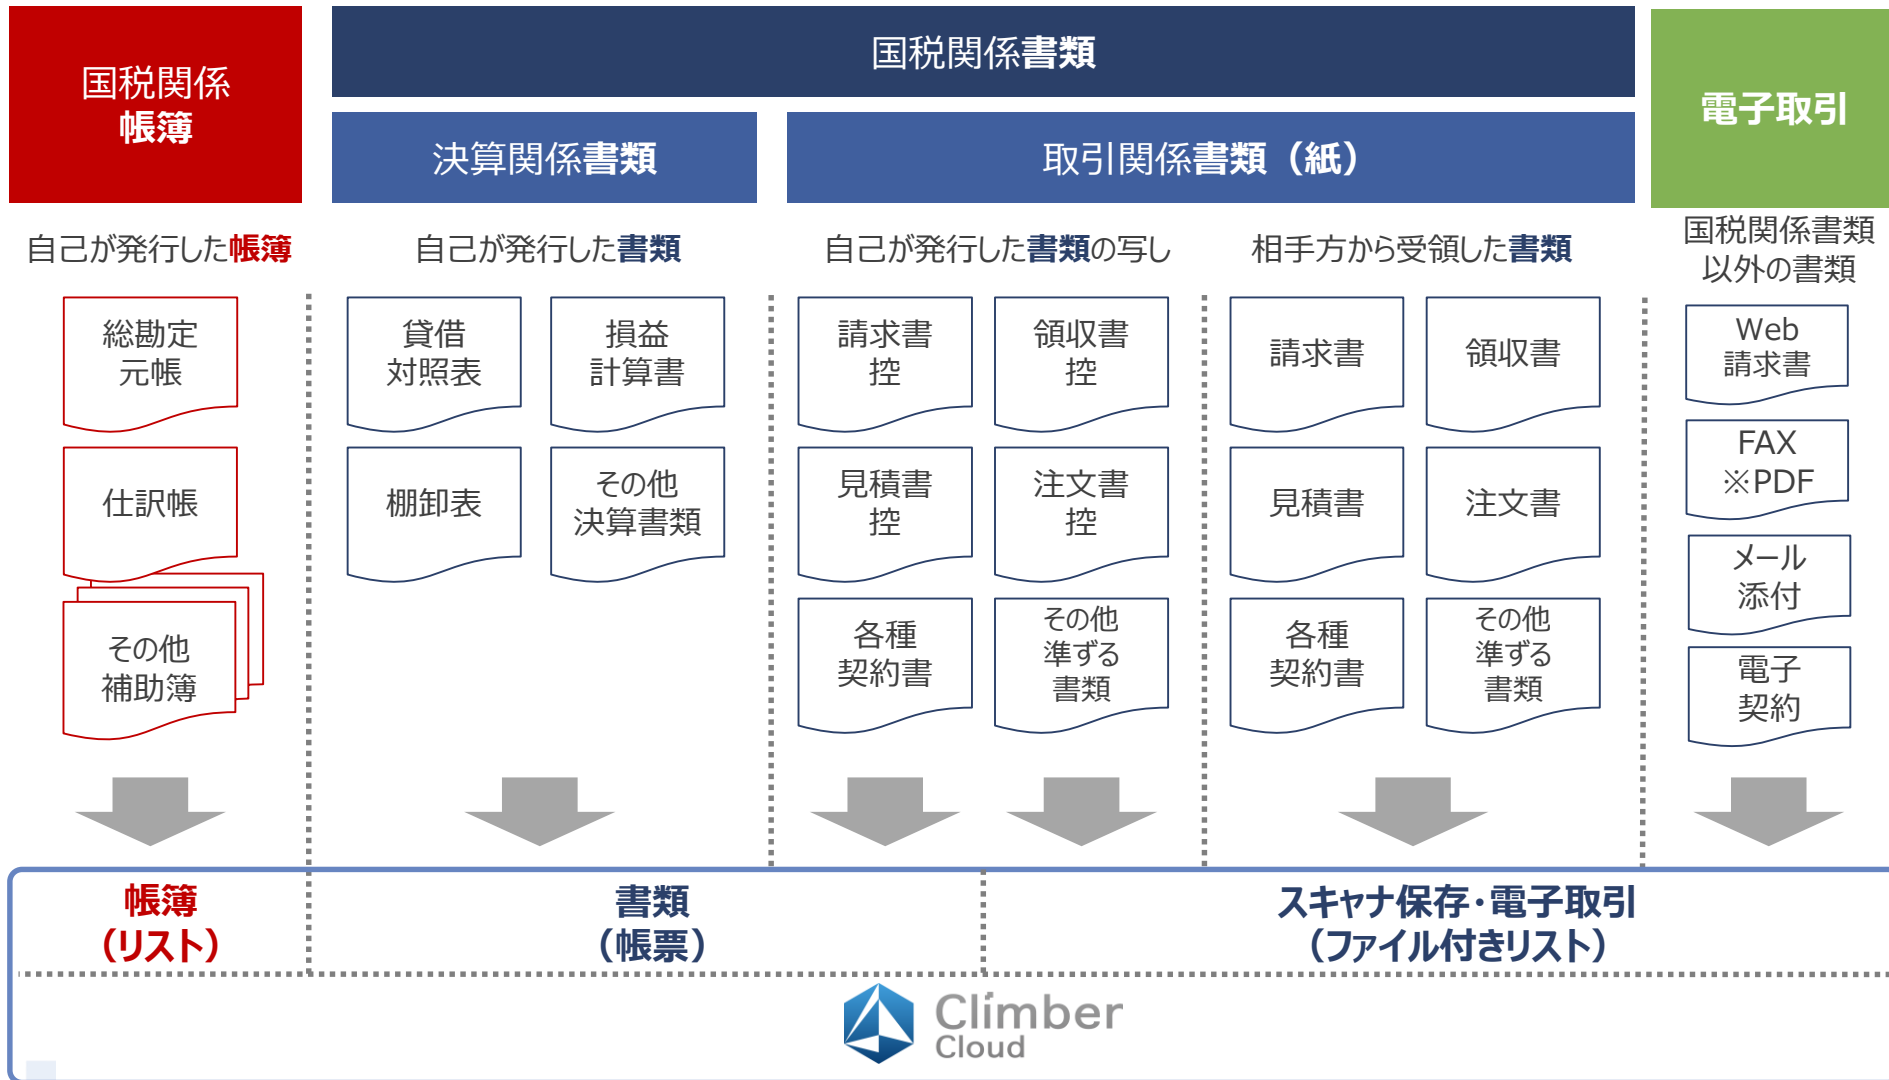 国税関係
帳簿
国税関係書類
決算関係書類
取引関係書類（紙）
電子取引
自己が発行した帳簿
自己が発行した書類
自己が発行した書類の写し
相手方から受領した書類
国税関係書類
以外の書類
総勘定
元帳
仕訳帳
その他
補助簿
貸借
対照表
損益
計算書
棚卸表
その他
決算書類
請求書
控
領収書
控
見積書
控
注文書
控
各種
契約書
その他
準ずる
書類
請求書
領収書
見積書
注文書
各種
契約書
その他
準ずる
書類
Web
請求書
FAX
※PDF
メール
添付
電子
契約
帳簿
（リスト）
書類
（帳票）
スキャナ保存・電子取引
（ファイル付きリスト）
Climber
Cloud